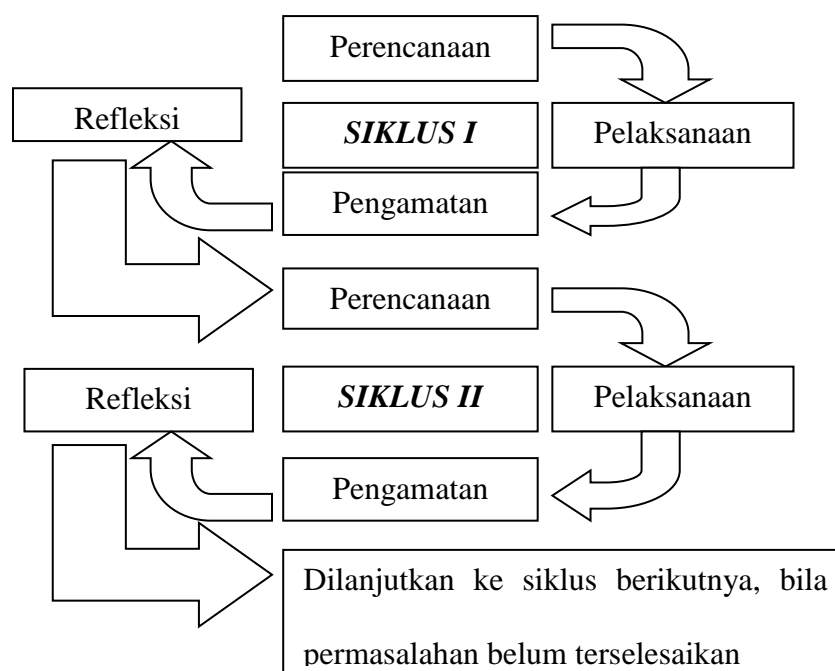 Perencanaan
Refleksi
SIKLUS I
Pelaksanaan
Pengamatan
Perencanaan
Refleksi
SIKLUS II
Pelaksanaan
Pengamatan
Dilanjutkan ke siklus berikutnya, bila
permasalahan belum terselesaikan